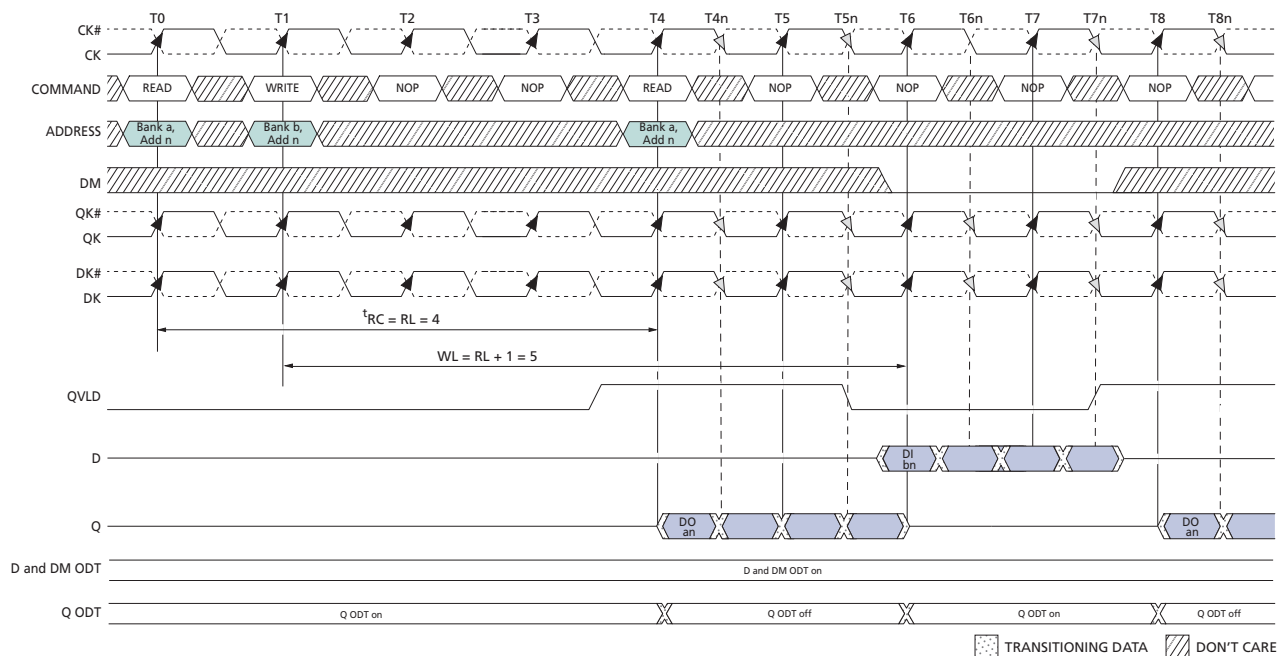 T0 T1 T2 T3 T4 T4n T5 T5n T6 T6n T7 T7n T8 T8n
CK#
CK
COMMAND READ WRITE NOP NOP READ NOP NOP NOP NOP
ADDRESS Bank a, Add n Bank b, Add n Bank a, Add n
DM
QK#
QK
DK#
DK
tRC = RL = 4
WL = RL + 1 = 5
QVLD
D DI bn
Q DO an DO an
D and DM ODT D and DM ODT on
Q ODT Q ODT on Q ODT off Q ODT on Q ODT off
TRANSITIONING DATA DON'T CARE